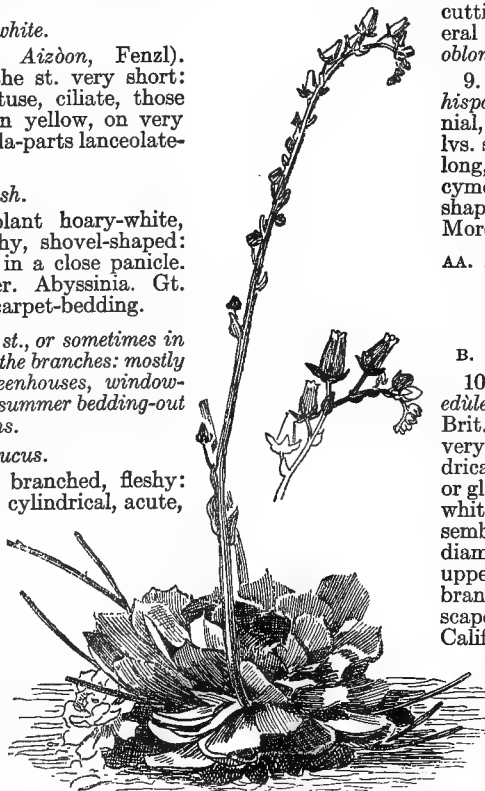 white.
Aizòon, Fenzl).
he st. very short:
tuse, ciliate, those
n yellow, on very
la-parts lanceolate-
sh.
plant hoary-white,
hy, shovel-shaped:
in a close panicle.
er. Abyssinia. Gt.
carpet-bedding.
st., or sometimes in
the branches: mostly
eenhouses, window-
summer bedding-out
ns.
ucus.
branched, fleshy:
cylindrical, acute,
cutti
eral
oblon
9.
hispa
nial,
lvs. s
long,
cyme
shap
More
AA.
B.
10
edùle
Brit.
very
drica
or gl
whit
semb
diam
uppe
bran
scape
Calif